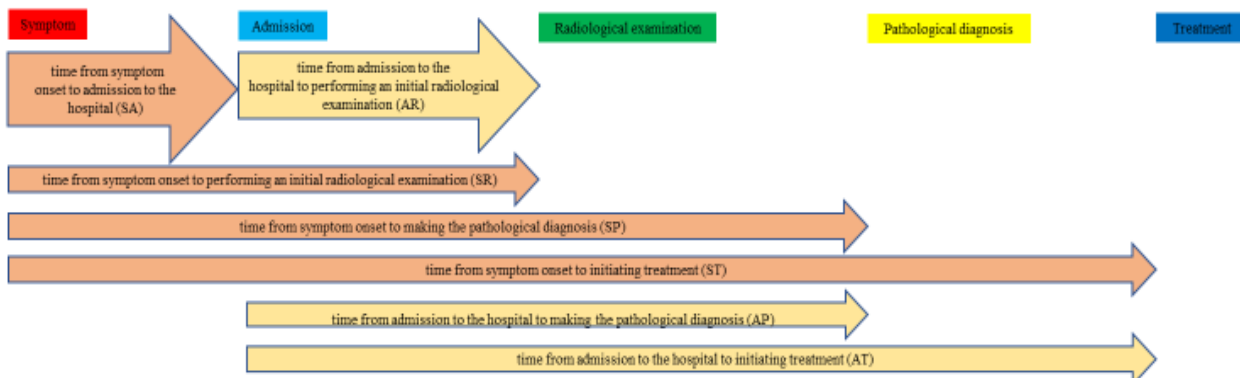 Symptom
Admission
Radiological examination
Pathological diagnosis
Treatment
time from symptom
onset to admission to the
hospital (SA)
time from admission to the
hospital to performing an initial radiological
examination (AR)
time from symptom onset to performing an initial radiological examination (SR)
time from symptom onset to making the pathological diagnosis (SP)
time from symptom onset to initiating treatment (ST)
time from admission to the hospital to making the pathological diagnosis (AP)
time from admission to the hospital to initiating treatment (AT)